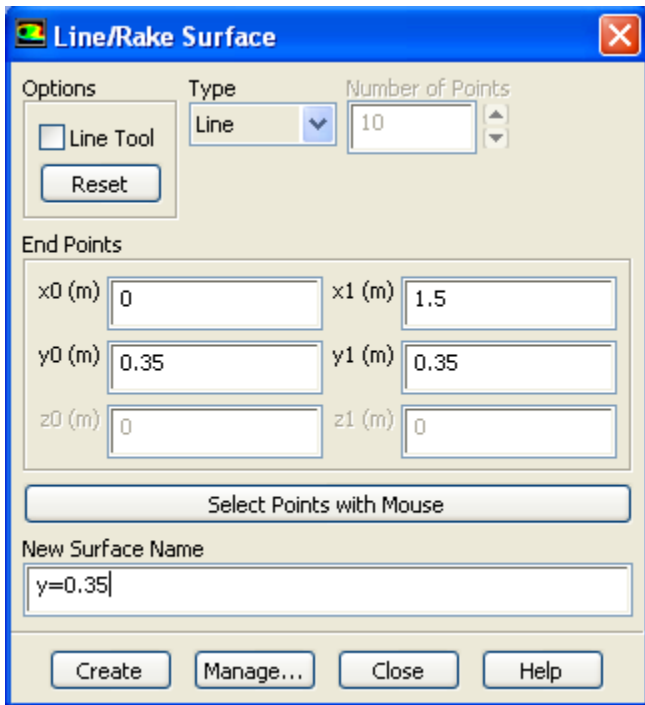 Line/Rake Surface
Options Type Number of Points
Line Tool Line 10
Reset
End Points
x0 (m) 0 x1 (m) 1.5
y0 (m) 0.35 y1 (m) 0.35
z0 (m) 0 z1 (m) 0
Select Points with Mouse
New Surface Name
y=0.35
Create Manage... Close Help